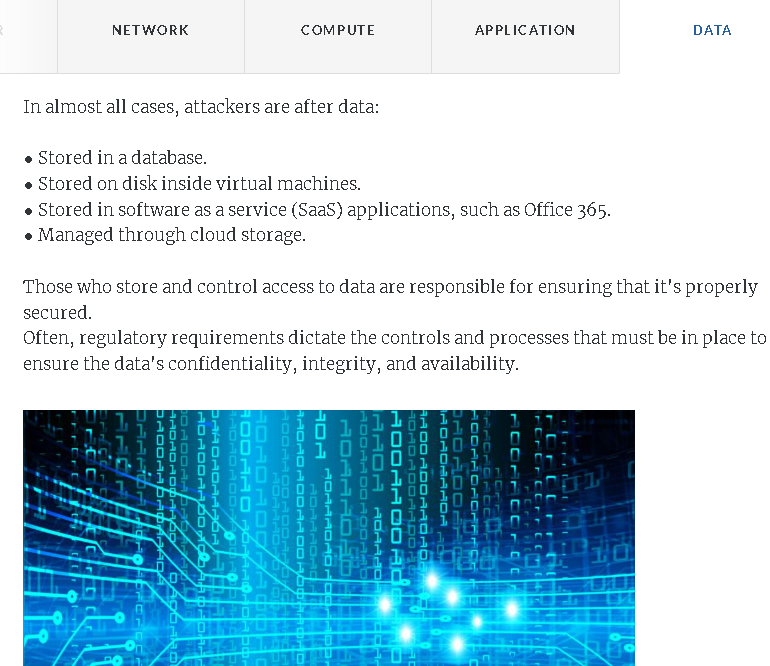 NETWORK COMPUTE APPLICATION DATA
In almost all cases, attackers are after data:
● Stored in a database.
● Stored on disk inside virtual machines.
● Stored in software as a service (SaaS) applications, such as Office 365.
● Managed through cloud storage.
Those who store and control access to data are responsible for ensuring that it's properly
secured.
Often, regulatory requirements dictate the controls and processes that must be in place to
ensure the data's confidentiality, integrity, and availability.